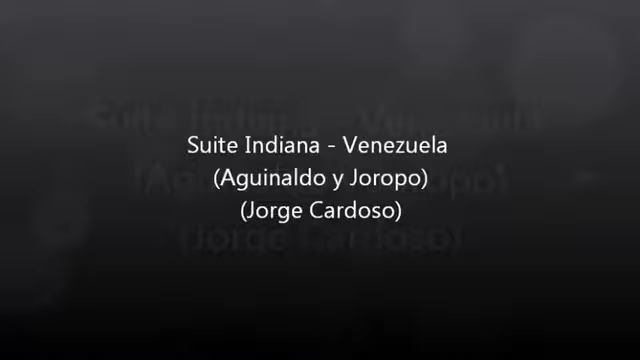 Suite Indiana - Venezuela
(Aguinaldo y Joropo)
(Jorge Cardoso)